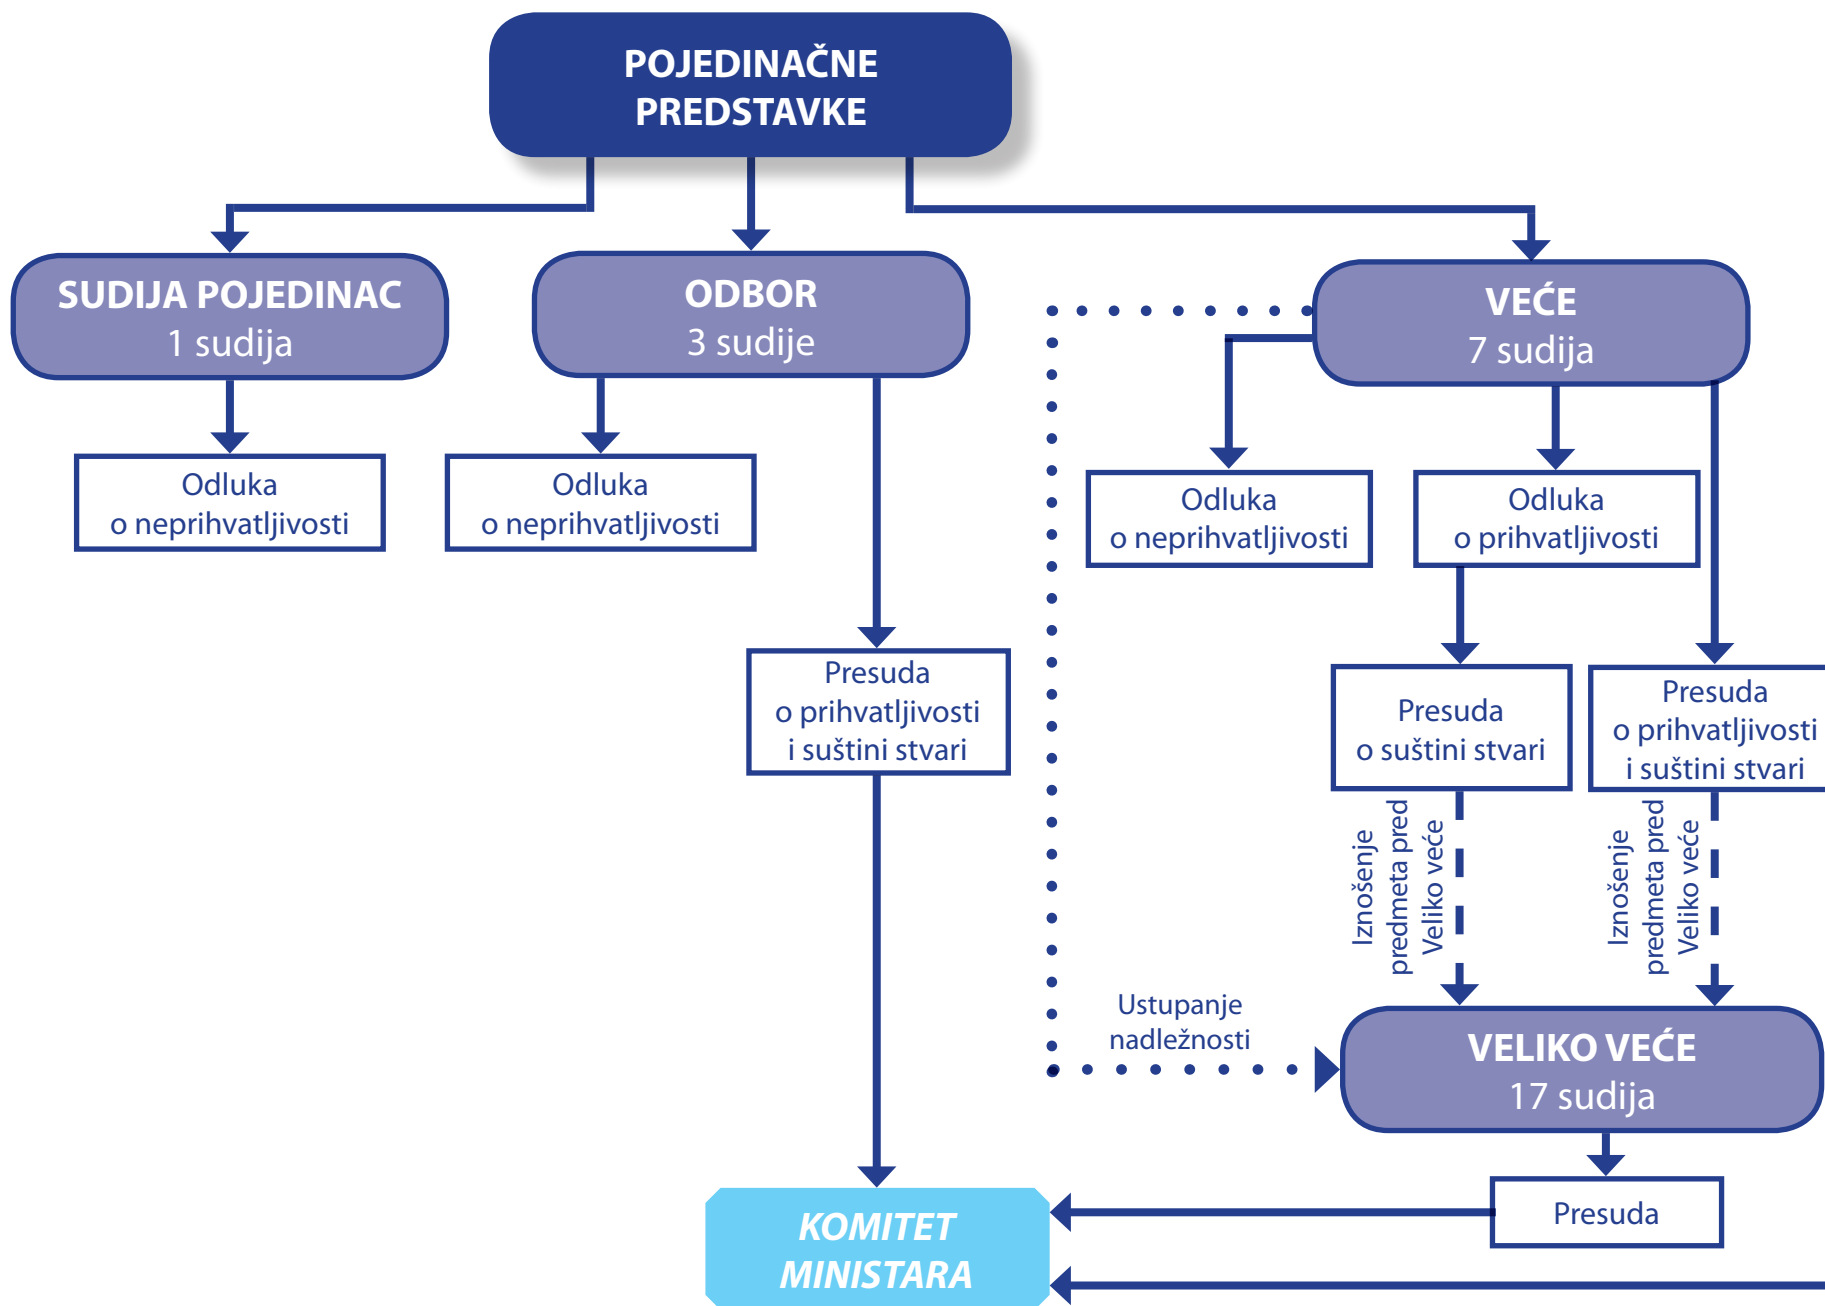 POJEDINAČNE
PREDSTAVKE
SUDIJA POJEDINAC
1 sudija
ODBOR
3 sudije
VEĆE
7 sudija
Odluka
o neprihvatljivosti
Odluka
o neprihvatljivosti
Odluka
o neprihvatljivosti
Odluka
o prihvatljivosti
Presuda
o prihvatljivosti
i suštini stvari
Presuda
o suštini stvari
Presuda
o prihvatljivosti
i suštini stvari
Iznošenje
predmeta pred
Veliko veće
Iznošenje
predmeta pred
Veliko veće
Ustupanje
nadležnosti
VELIKO VEĆE
17 sudija
Presuda
KOMITET
MINISTARA